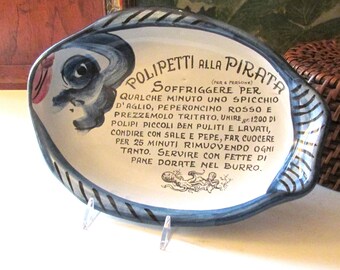 POLIPETTI ALLA PIRATA
(PER 6 PERSONE)
SOFFRIGGERE PER
QUALCHE MINUTO UNO SPICCHIO
D'AGLIO, PEPERONCINO ROSSO E
PREZZEMOLO TRITATO, UNIRE gr. 1200 DI
POLIPI PICCOLI BEN PULITI E LAVATI,
CONDIRE CON SALE E PEPE, FAR CUOCERE
PER 25 MINUTI RIMUOVENDO OGNI
TANTO. SERVIRE CON FETTE DI
PANE DORATE NEL BURRO.